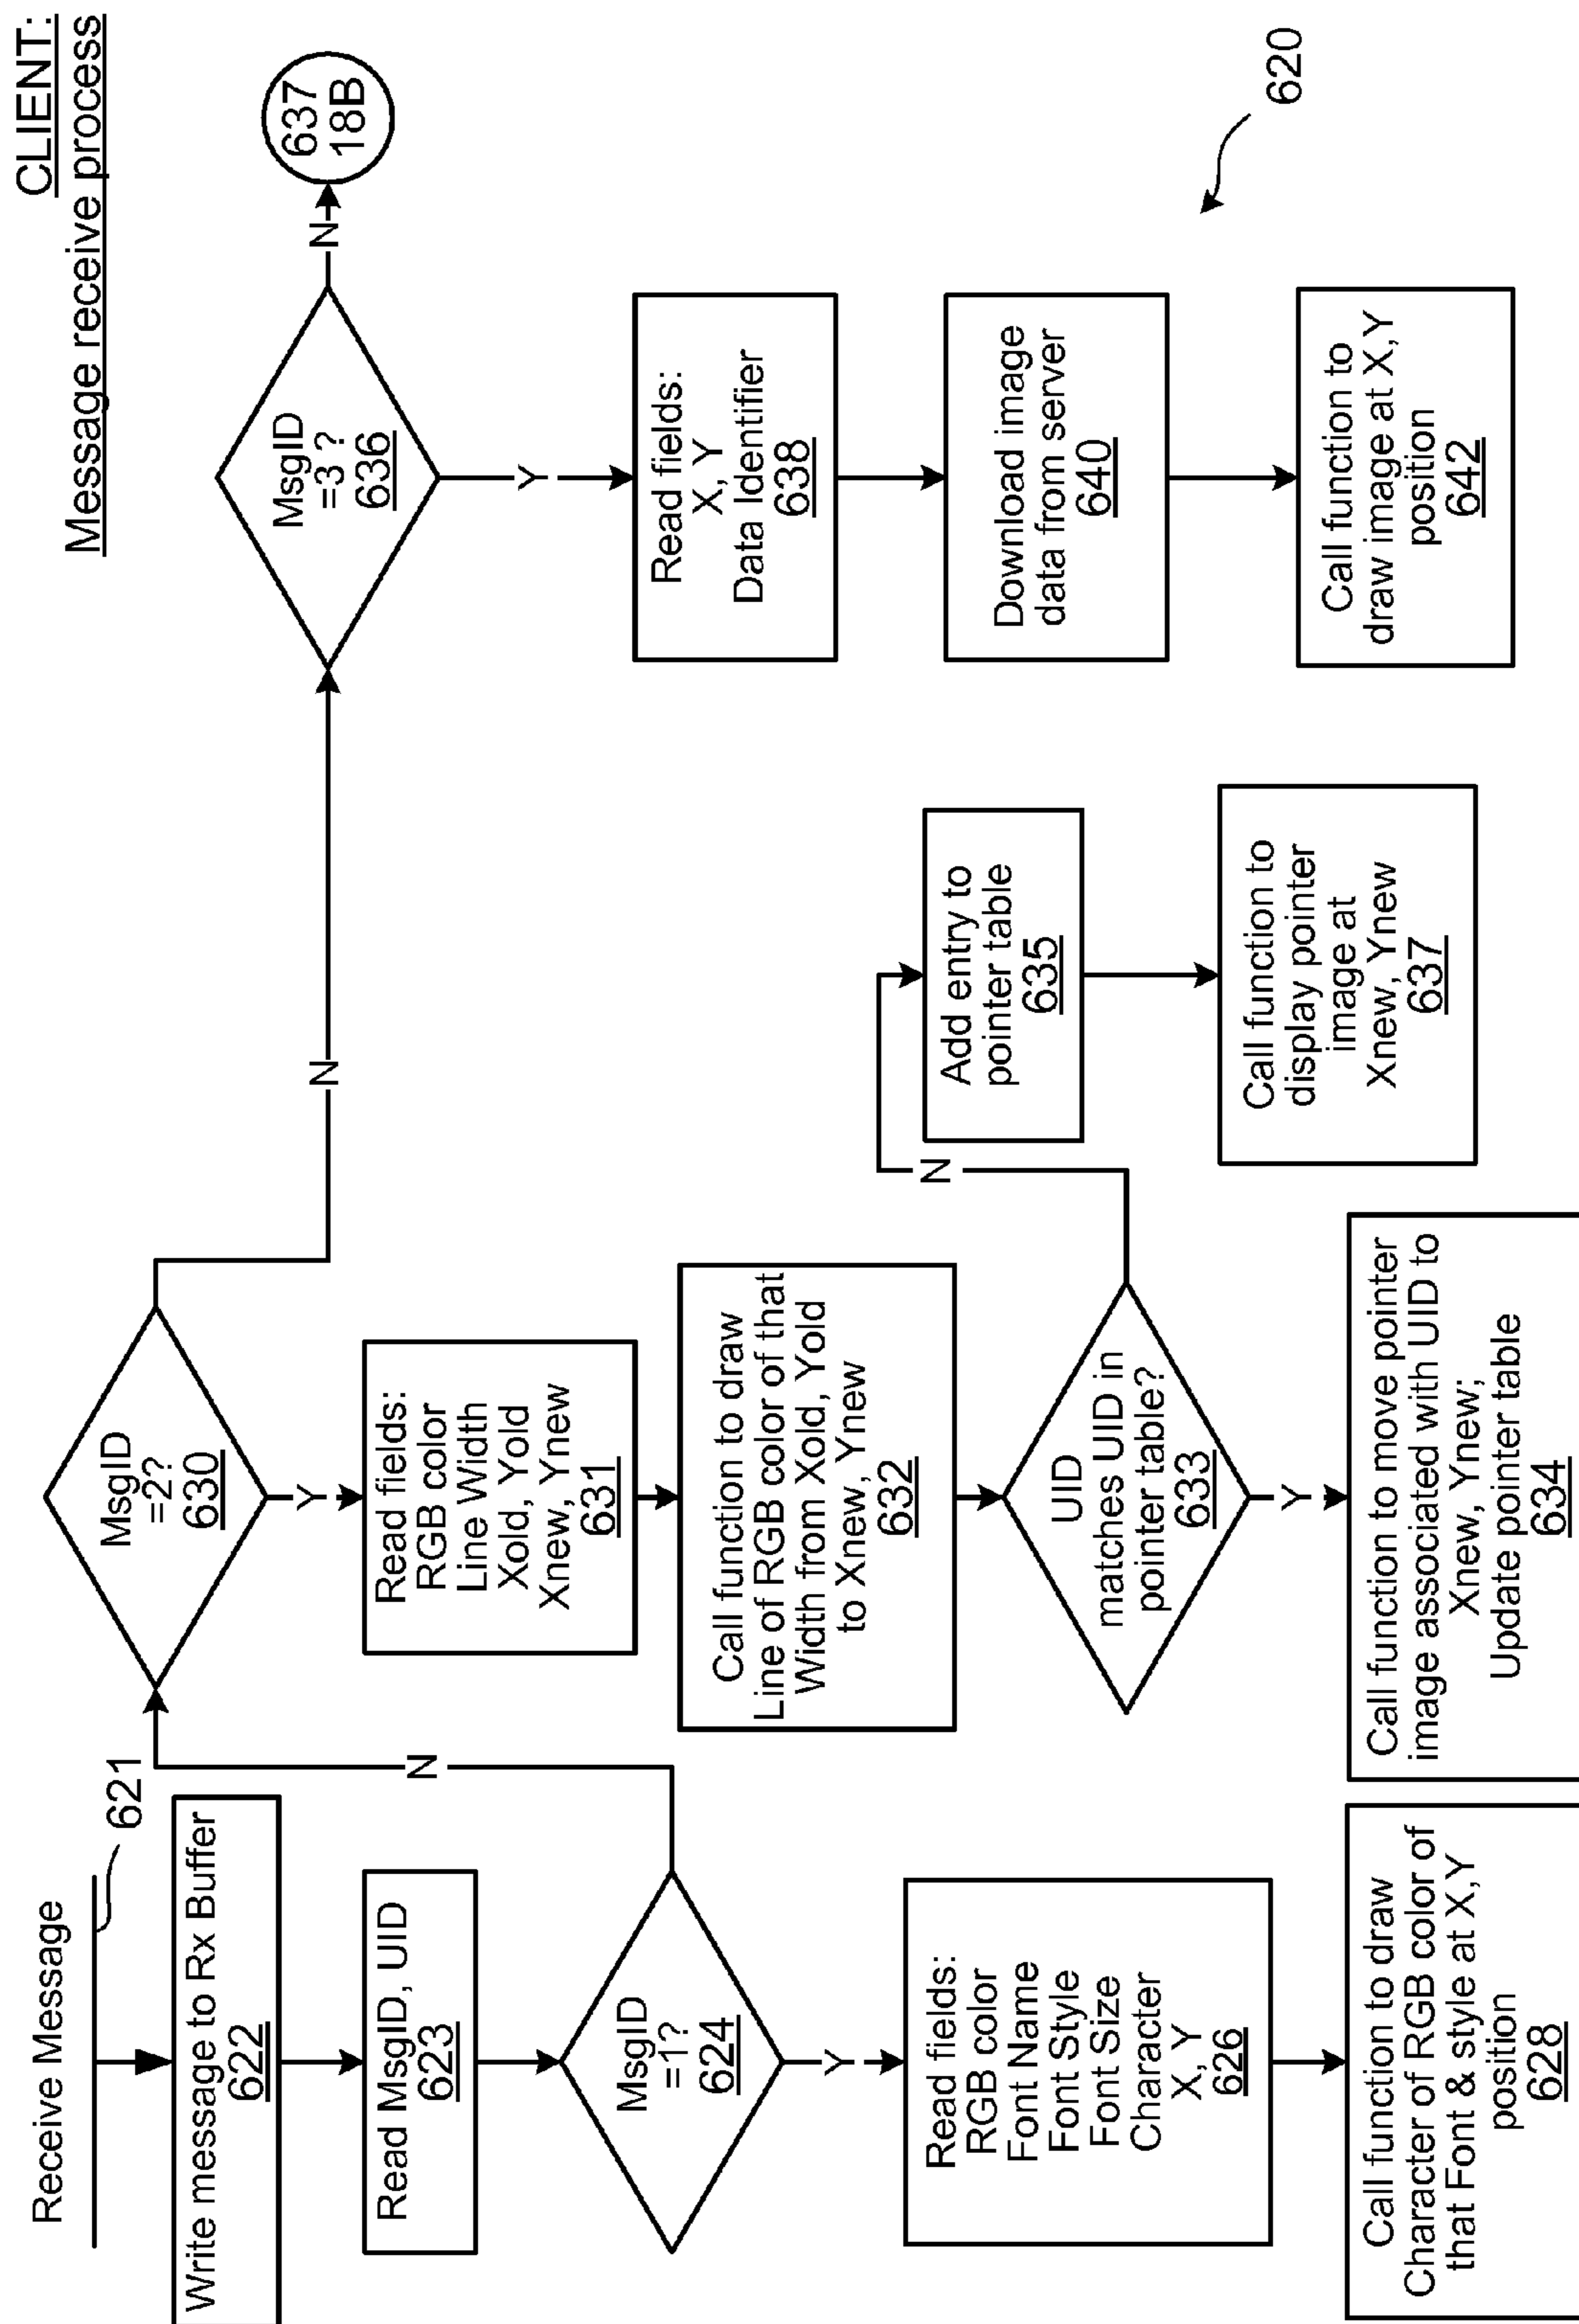 CLIENT:
Message receive process
Receive Message
621
Write message to Rx Buffer
622
Read MsgID, UID
623
MsgID
=1?
624
N
Y
Read fields:
RGB color
Font Name
Font Style
Font Size
Character
X,Y
626
Call function to draw
Character of RGB color of
that Font & style at X,Y
position
628
MsgID
=2?
630
N
Y
Read fields:
RGB color
Line Width
Xold, Yold
Xnew, Ynew
631
Call function to draw
Line of RGB color of that
Width from Xold, Yold
to Xnew, Ynew
632
UID
matches UID in
pointer table?
633
N
Y
Call function to move pointer
image associated with UID to
Xnew, Ynew;
Update pointer table
634
Add entry to
pointer table
635
Call function to
display pointer
image at
Xnew, Ynew
637
MsgID
=3 ?
636
N
637
18B
Y
Read fields:
X,Y
Data Identifier
638
Download image
data from server
640
Call function to
draw image at X,Y
position
642
620